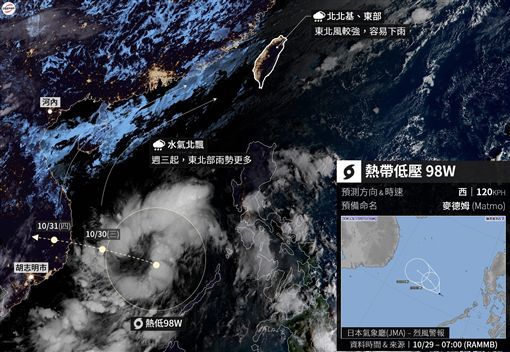 北北基、東部
東北風較強，容易下雨
河內
水氣北飄
週三起，東北部雨勢更多
10/31(四)
10/30(三)
胡志明市
熱低98W
熱帶低壓 98W
預測方向&時速 西｜120KPH
預備命名 麥德姆 (Matmo)
日本氣象廳(JMA) – 烈風警報
資料時間 & 來源｜10/29 – 07:00 (RAMMB)